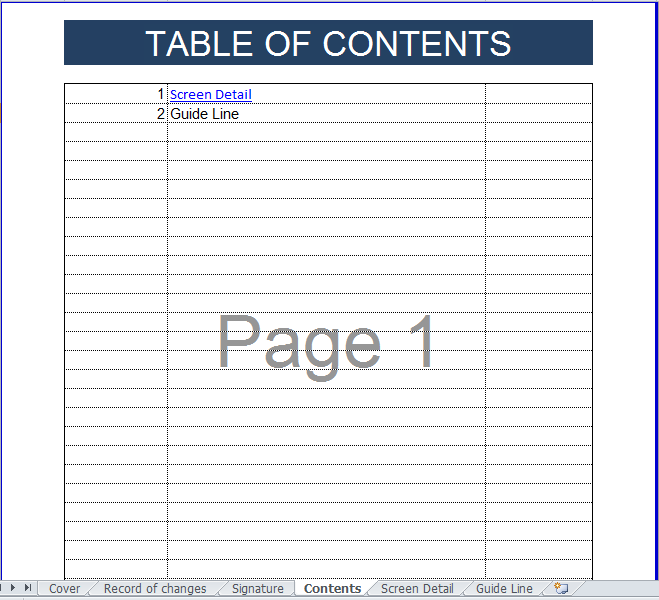 TABLE OF CONTENTS
1 Screen Detail
2 Guide Line
Page 1
Cover Record of changes Signature Contents Screen Detail Guide Line